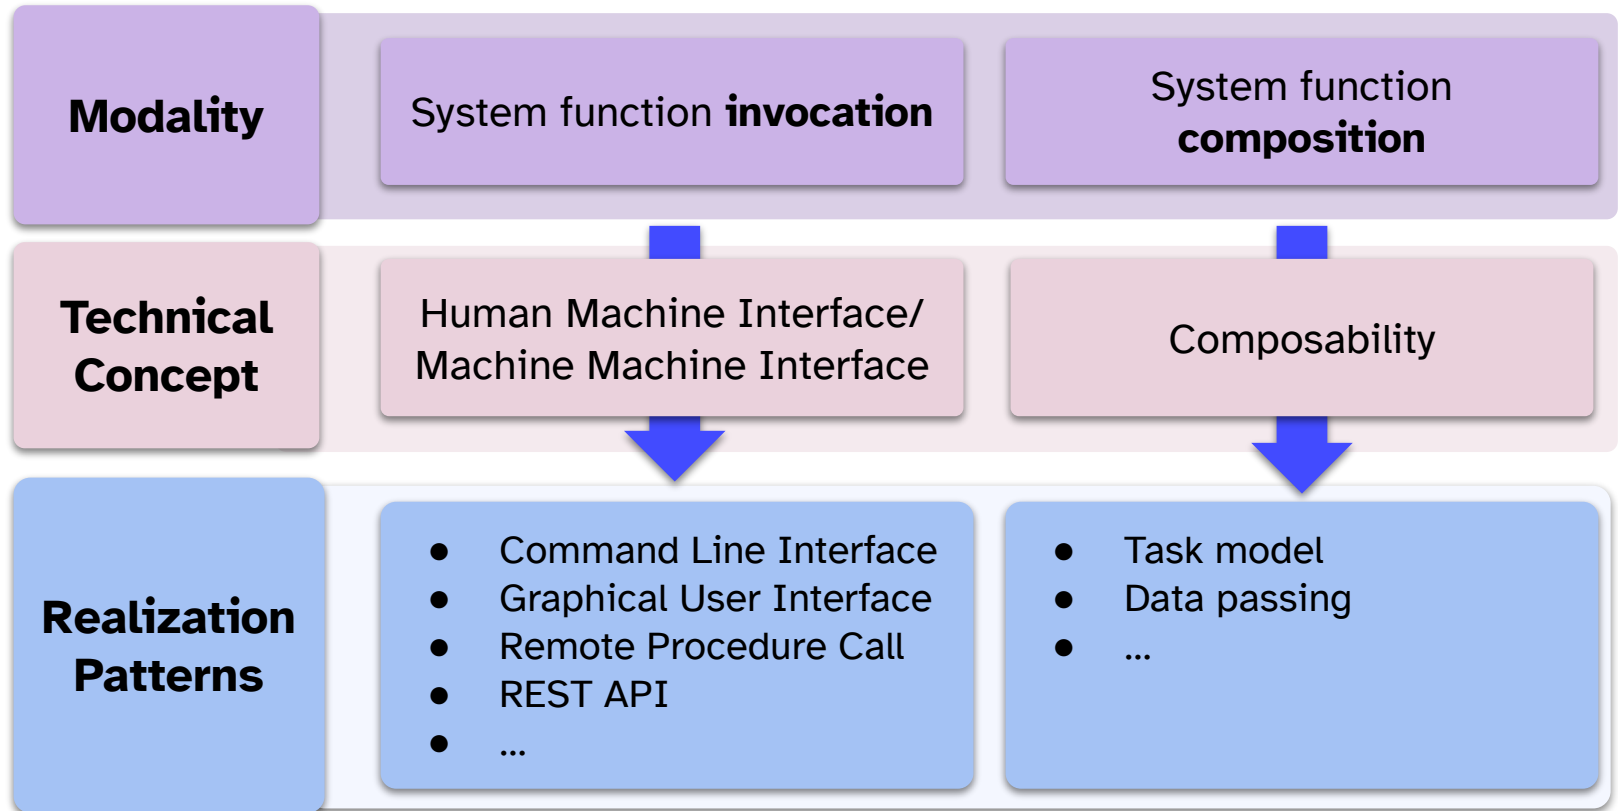 Modality
System function invocation
System function
composition
Technical
Concept
Human Machine Interface/
Machine Machine Interface
Composability
Realization
Patterns
● Command Line Interface
● Graphical User Interface
● Remote Procedure Call
● REST API
● ...
● Task model
● Data passing
● ...